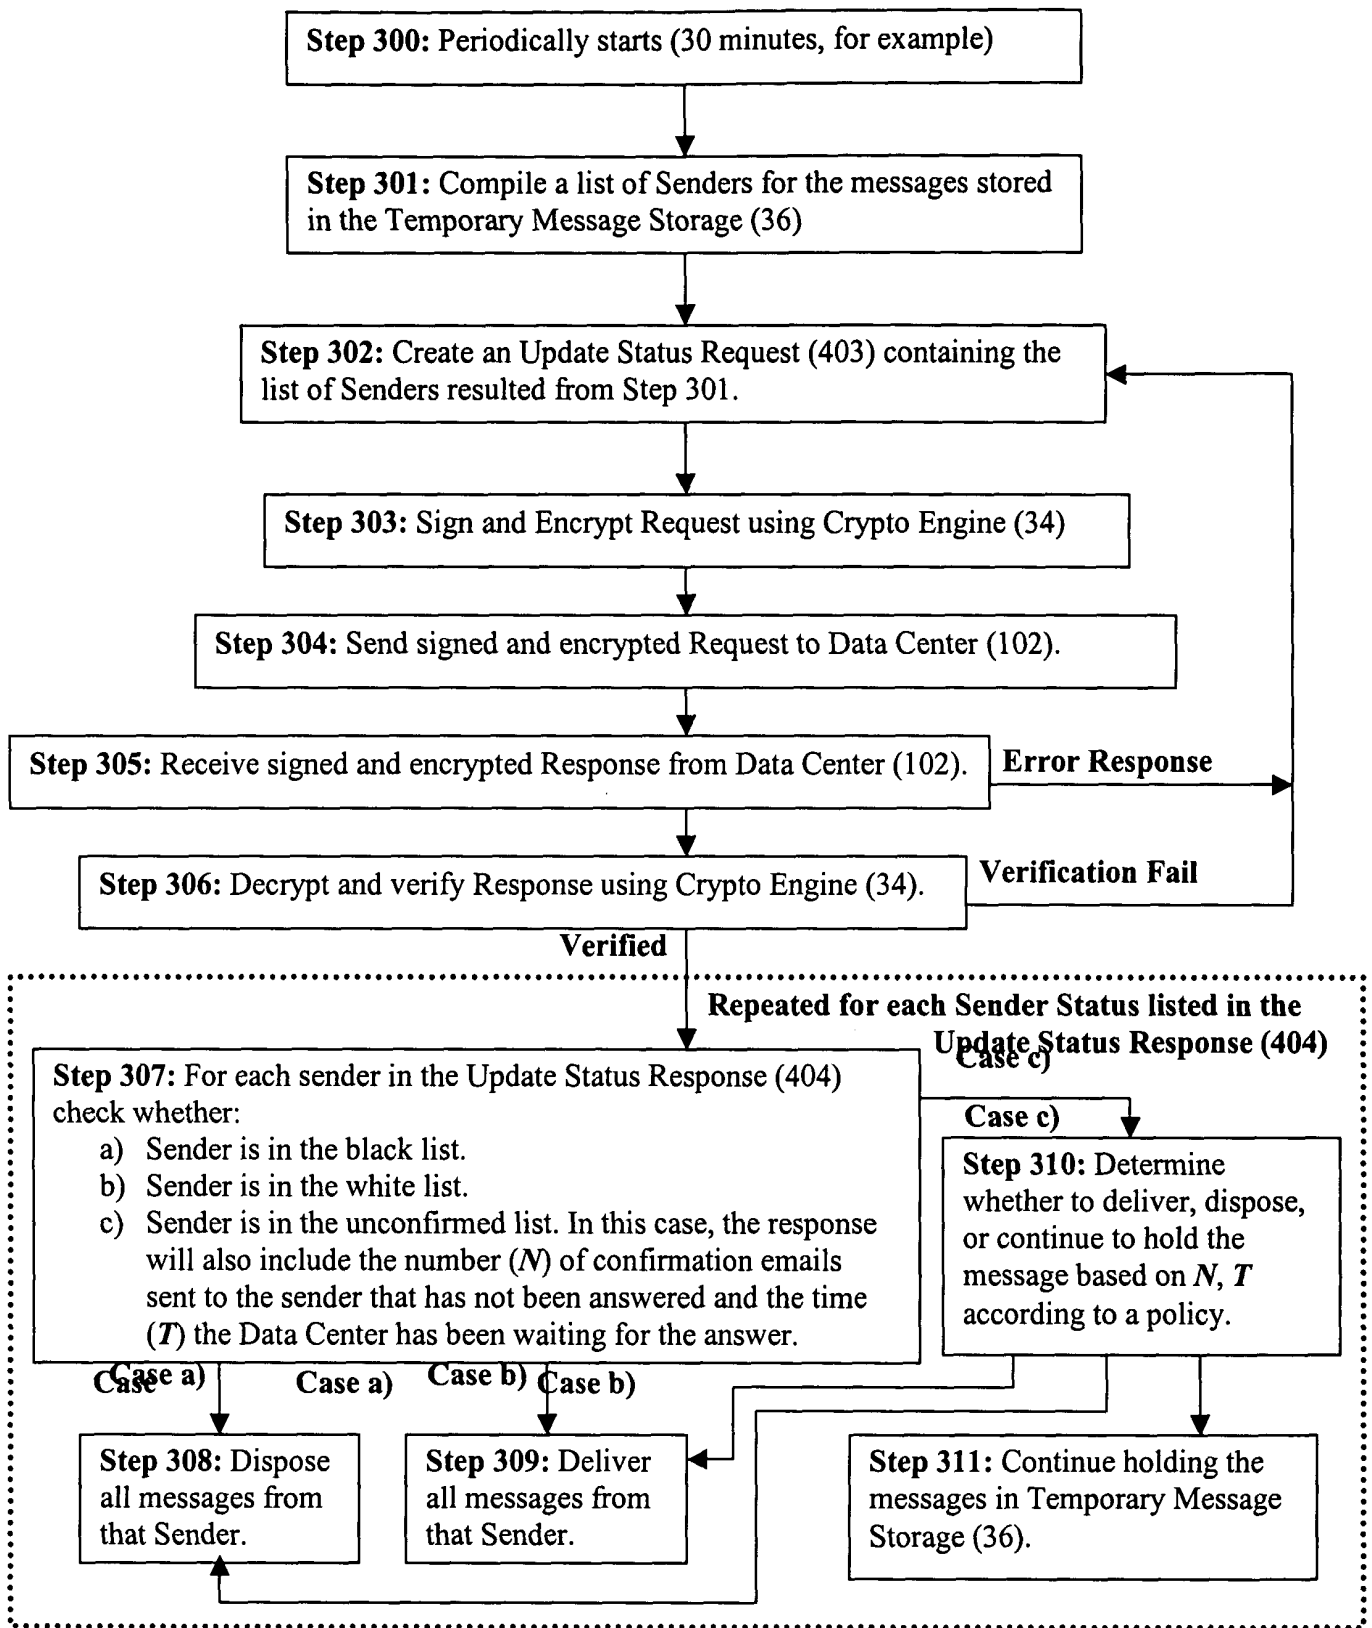 Step 300: Periodically starts (30 minutes, for example)
Step 301: Compile a list of Senders for the messages stored
in the Temporary Message Storage (36)
Step 302: Create an Update Status Request (403) containing the
list of Senders resulted from Step 301.
Step 303: Sign and Encrypt Request using Crypto Engine (34)
Step 304: Send signed and encrypted Request to Data Center (102).
Step 305: Receive signed and encrypted Response from Data Center (102).
Error Response
Step 306: Decrypt and verify Response using Crypto Engine (34).
Verification Fail
Verified
Repeated for each Sender Status listed in the
Update Status Response (404)
Case c)
Case c)
Step 307: For each sender in the Update Status Response (404)
check whether:
a) Sender is in the black list.
b) Sender is in the white list.
c) Sender is in the unconfirmed list. In this case, the response
will also include the number (N) of confirmation emails
sent to the sender that has not been answered and the time
(T) the Data Center has been waiting for the answer.
Step 310: Determine
whether to deliver, dispose,
or continue to hold the
message based on N, T
according to a policy.
Case
Case a)
Case a)
Case b)
Case b)
Step 308: Dispose
all messages from
that Sender.
Step 309: Deliver
all messages from
that Sender.
Step 311: Continue holding the
messages in Temporary Message
Storage (36).